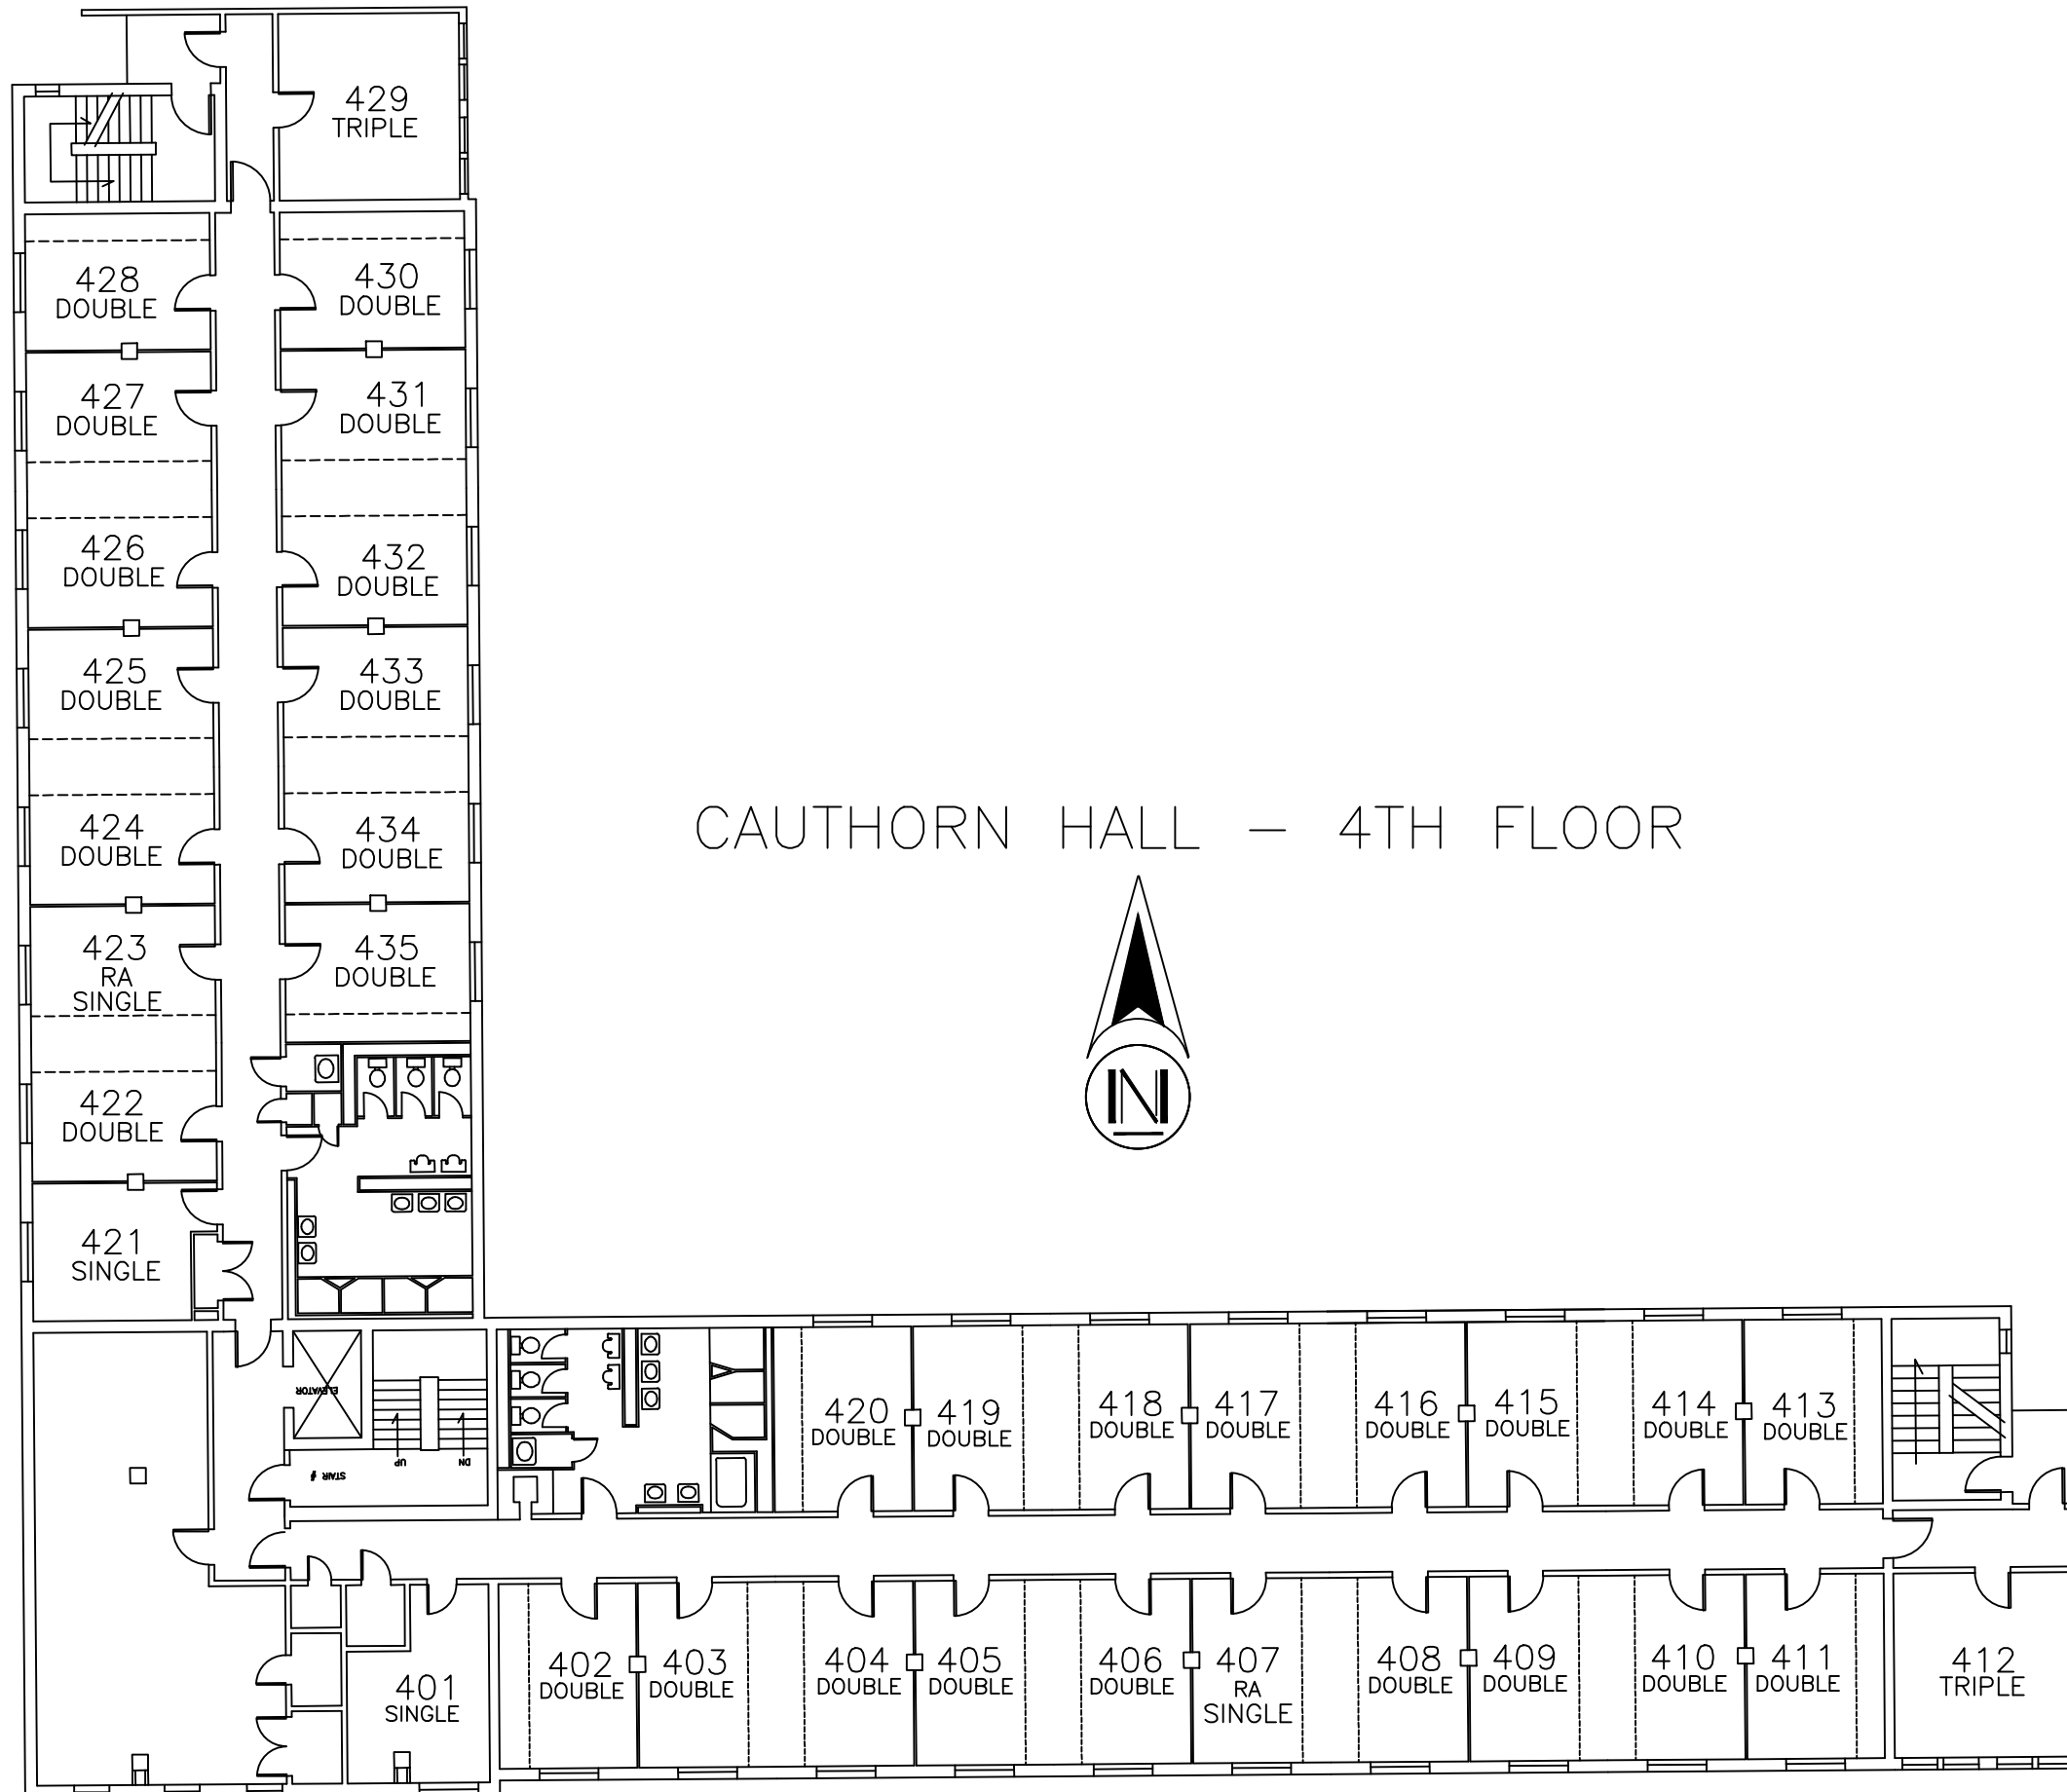 429
TRIPLE
428
DOUBLE
430
DOUBLE
427
DOUBLE
431
DOUBLE
426
DOUBLE
432
DOUBLE
425
DOUBLE
433
DOUBLE
424
DOUBLE
434
DOUBLE
CAUTHORN HALL - 4TH FLOOR
423
RA
SINGLE
435
DOUBLE
N
422
DOUBLE
421
SINGLE
ELEVATOR
STAIR #
UP
DN
420
DOUBLE
419
DOUBLE
418
DOUBLE
417
DOUBLE
416
DOUBLE
415
DOUBLE
414
DOUBLE
413
DOUBLE
401
SINGLE
402
DOUBLE
403
DOUBLE
404
DOUBLE
405
DOUBLE
406
DOUBLE
407
RA
SINGLE
408
DOUBLE
409
DOUBLE
410
DOUBLE
411
DOUBLE
412
TRIPLE